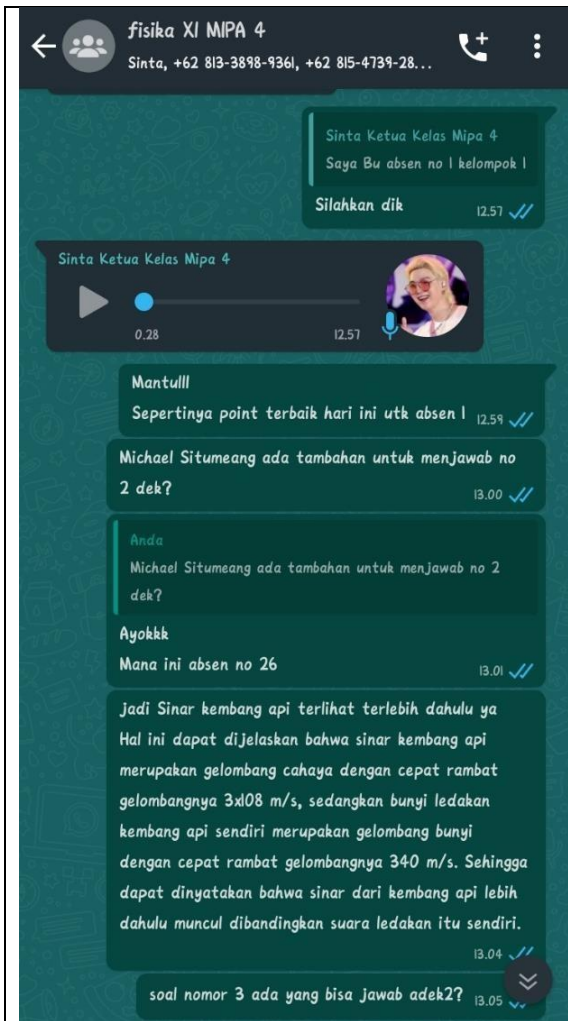 fisika XI MIPA 4
Sinta, +62 813-3898-9361, +62 815-4739-28...
Sinta Ketua Kelas Mipa 4
Saya Bu absen no 1 kelompok 1
Silahkan dik
12.57
Sinta Ketua Kelas Mipa 4
0.28
12.57
Mantulll
Sepertinya point terbaik hari ini utk absen 1
12.59
Michael Situmeang ada tambahan untuk menjawab no
2 dek?
13.00
Anda
Michael Situmeang ada tambahan untuk menjawab no 2
dek?
Ayokkk
Mana ini absen no 26
13.01
jadi Sinar kembang api terlihat terlebih dahulu ya
Hal ini dapat dijelaskan bahwa sinar kembang api
merupakan gelombang cahaya dengan cepat rambat
gelombangnya 3x108 m/s, sedangkan bunyi ledakan
kembang api sendiri merupakan gelombang bunyi
dengan cepat rambat gelombangnya 340 m/s. Sehingga
dapat dinyatakan bahwa sinar dari kembang api lebih
dahulu muncul dibandingkan suara ledakan itu sendiri.
13.04
soal nomor 3 ada yang bisa jawab adek2?
13.05